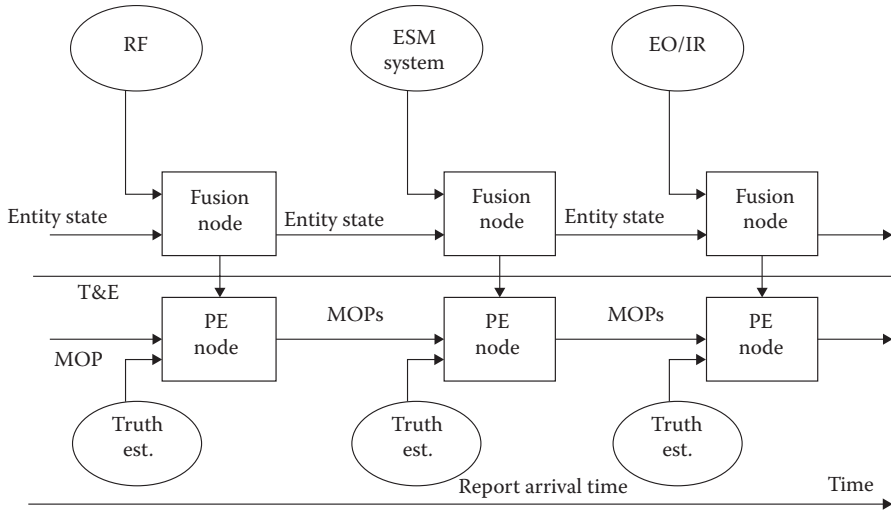 RF
ESM
system
EO/IR
Fusion
node
Fusion
node
Fusion
node
Entity state
Entity state
Entity state
T&E
PE
node
PE
node
PE
node
MOP
MOPs
MOPs
Truth
est.
Truth
est.
Truth
est.
Report arrival time
Time